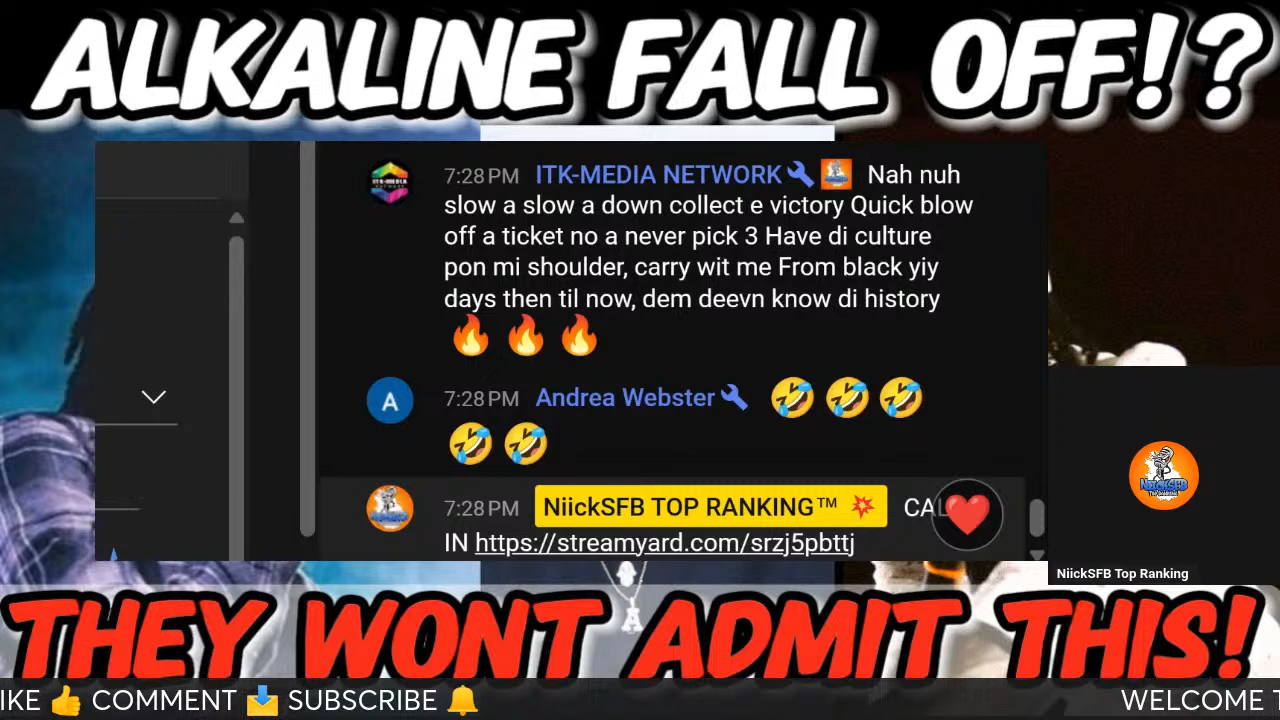 ALKALINE FALL OFF!?
7:28 PM ITK-MEDIA NETWORK Nah nuh
slow a slow a down collect e victory Quick blow
off a ticket no a never pick 3 Have di culture
pon mi shoulder, carry wit me From black yiy
days then til now, dem deevn know di history
🔥 🔥 🔥
A 7:28 PM Andrea Webster 🤣 🤣 🤣
🤣 🤣
7:28 PM NiickSFB TOP RANKING™ 💥 CAL
IN https://streamyard.com/srzj5pbttj
NiickSFB Top Ranking
THEY WONT ADMIT THIS!
IKE 👍 COMMENT 📩 SUBSCRIBE 🔔 WELCOME T